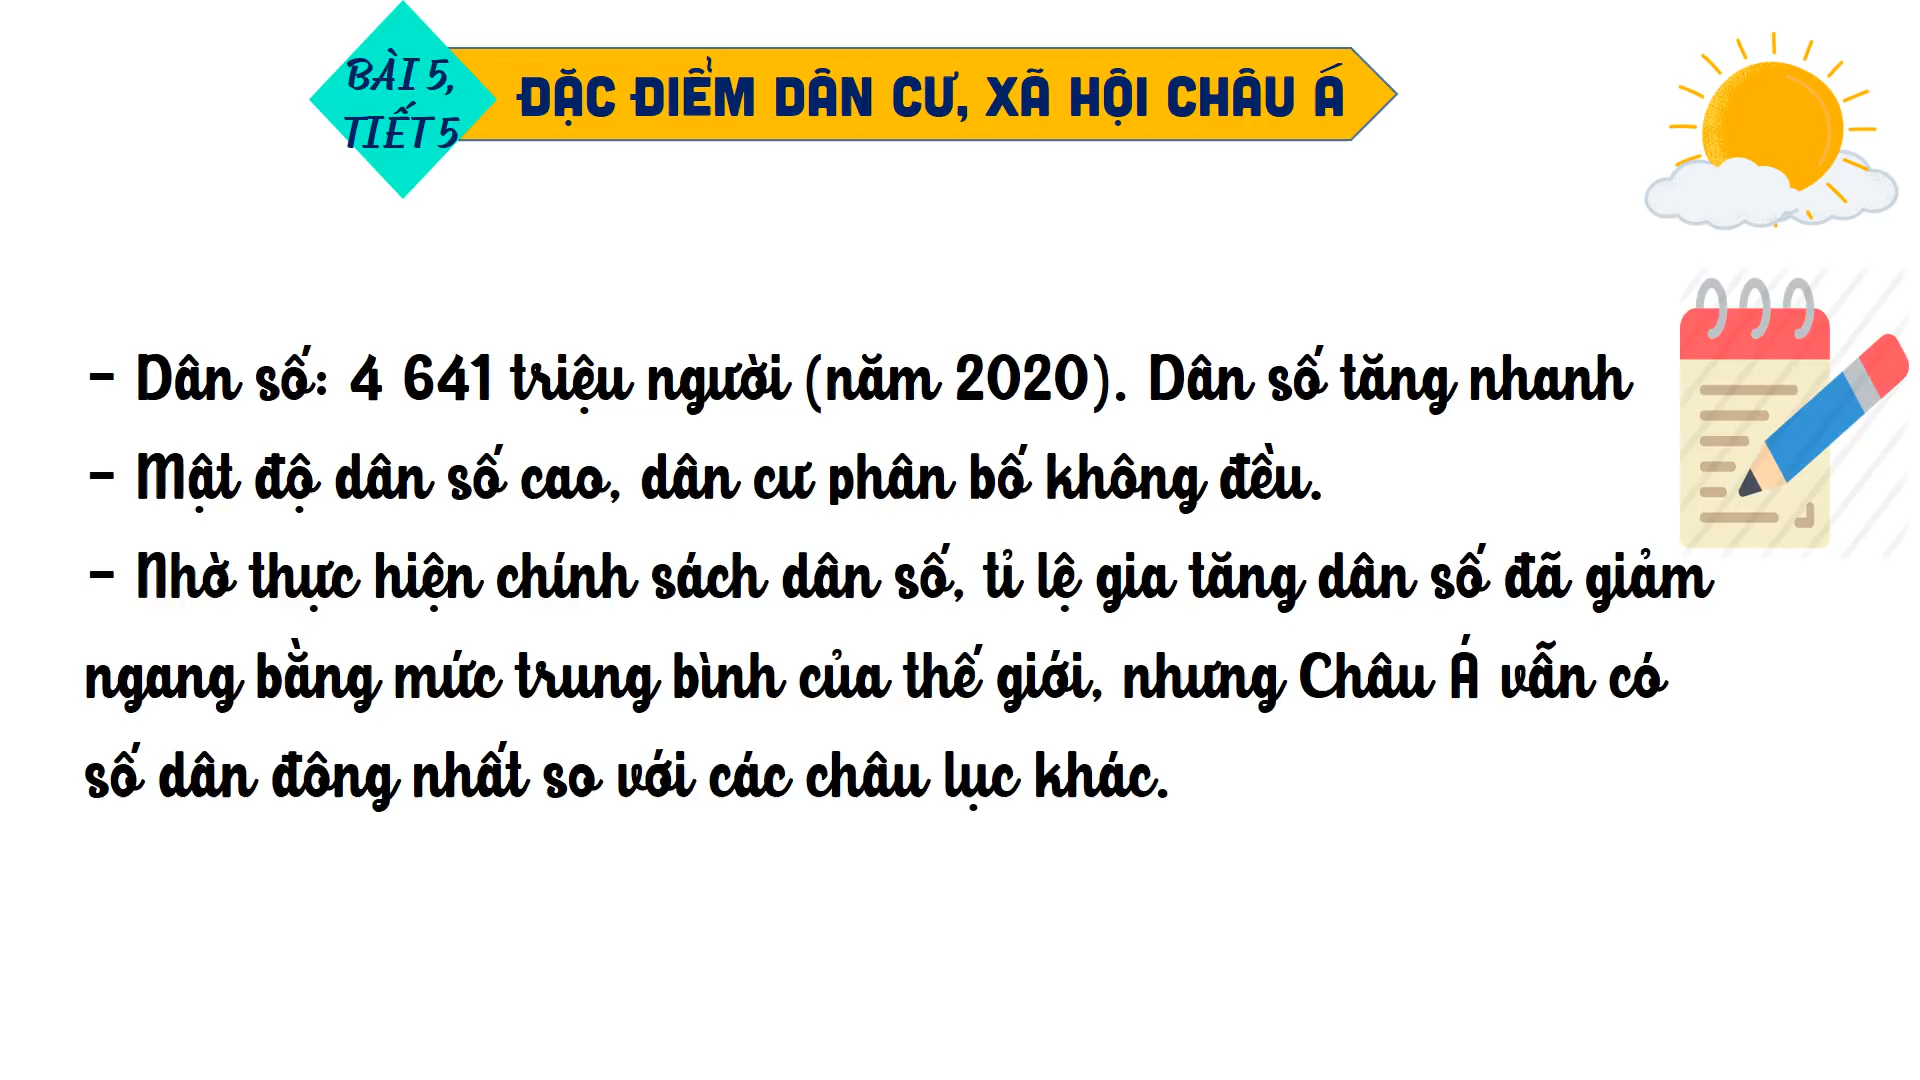 BÀI 5,
TIẾT 5
ĐẶC ĐIỂM DÂN CƯ, XÃ HỘI CHÂU Á
- Dân số: 4 641 triệu người (năm 2020). Dân số tăng nhanh
- Mật độ dân số cao, dân cư phân bố không đều.
- Nhờ thực hiện chính sách dân số, tỉ lệ gia tăng dân số đã giảm
ngang bằng mức trung bình của thế giới, nhưng Châu Á vẫn có
số dân đông nhất so với các châu lục khác.